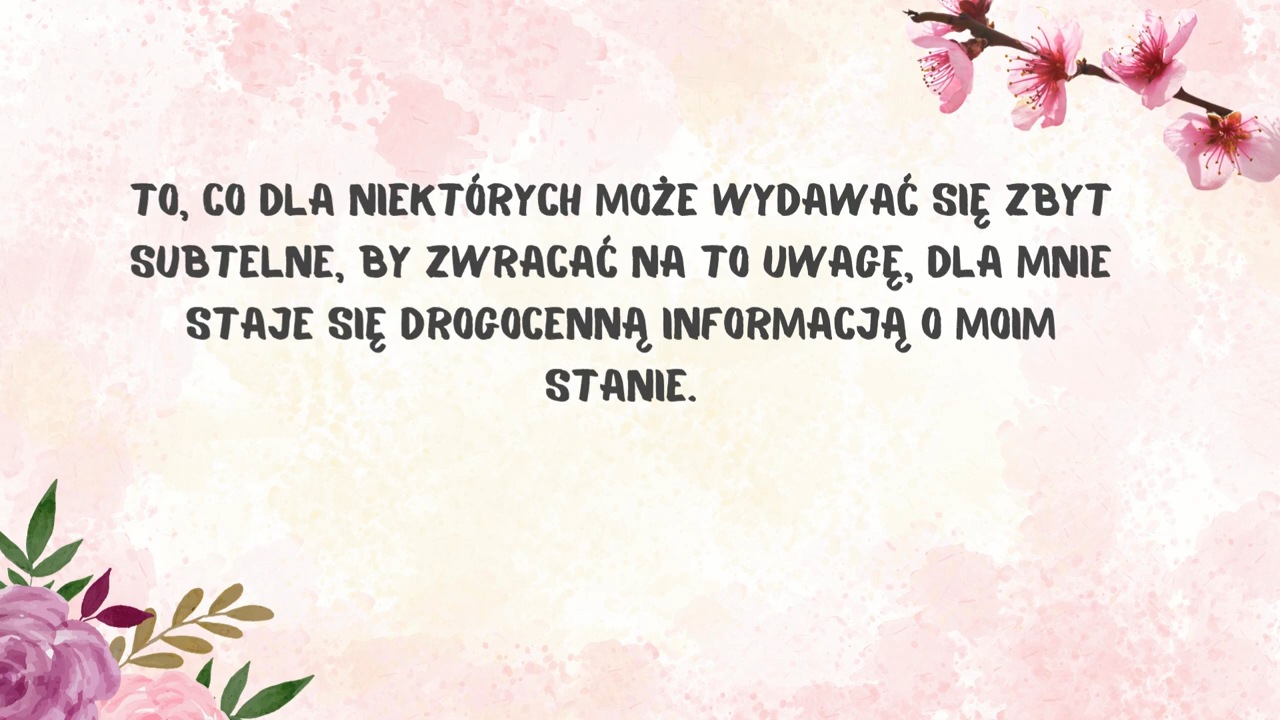 TO, CO DLA NIEKTÓRYCH MOŻE WYDAWAĆ SIĘ ZBYT
SUBTELNE, BY ZWRACAĆ NA TO UWAGĘ, DLA MNIE
STAJE SIĘ DROGOCENNĄ INFORMACJĄ O MOIM
STANIE.